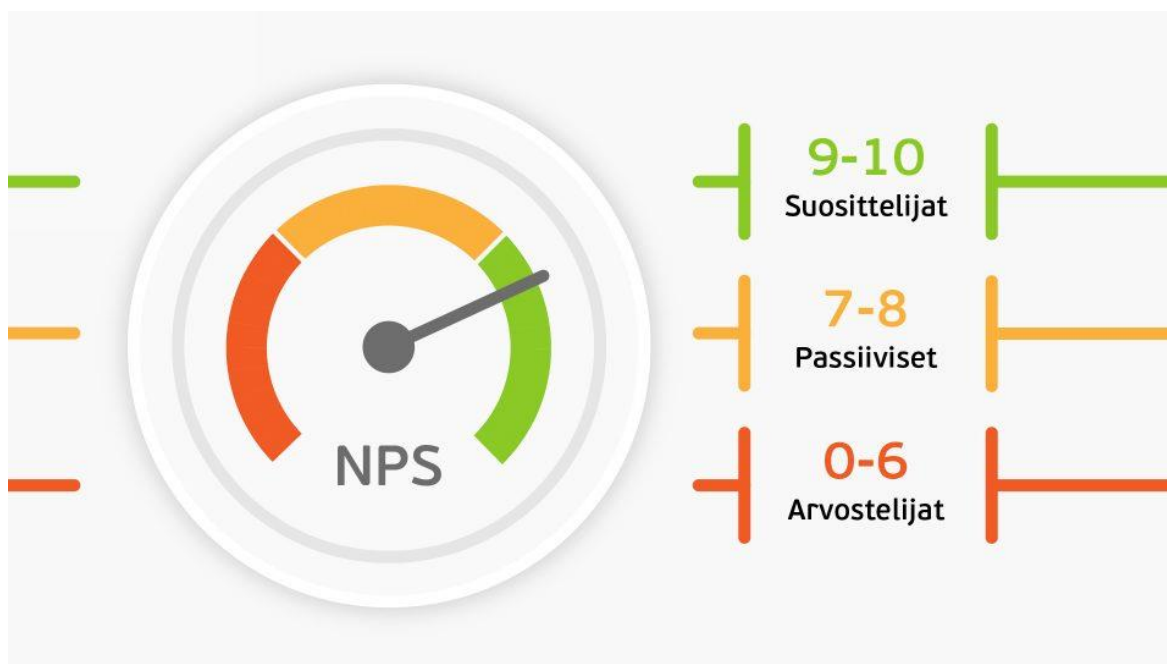 NPS
9-10
Suosittelijat
7-8
Passiiviset
0-6
Arvostelijat